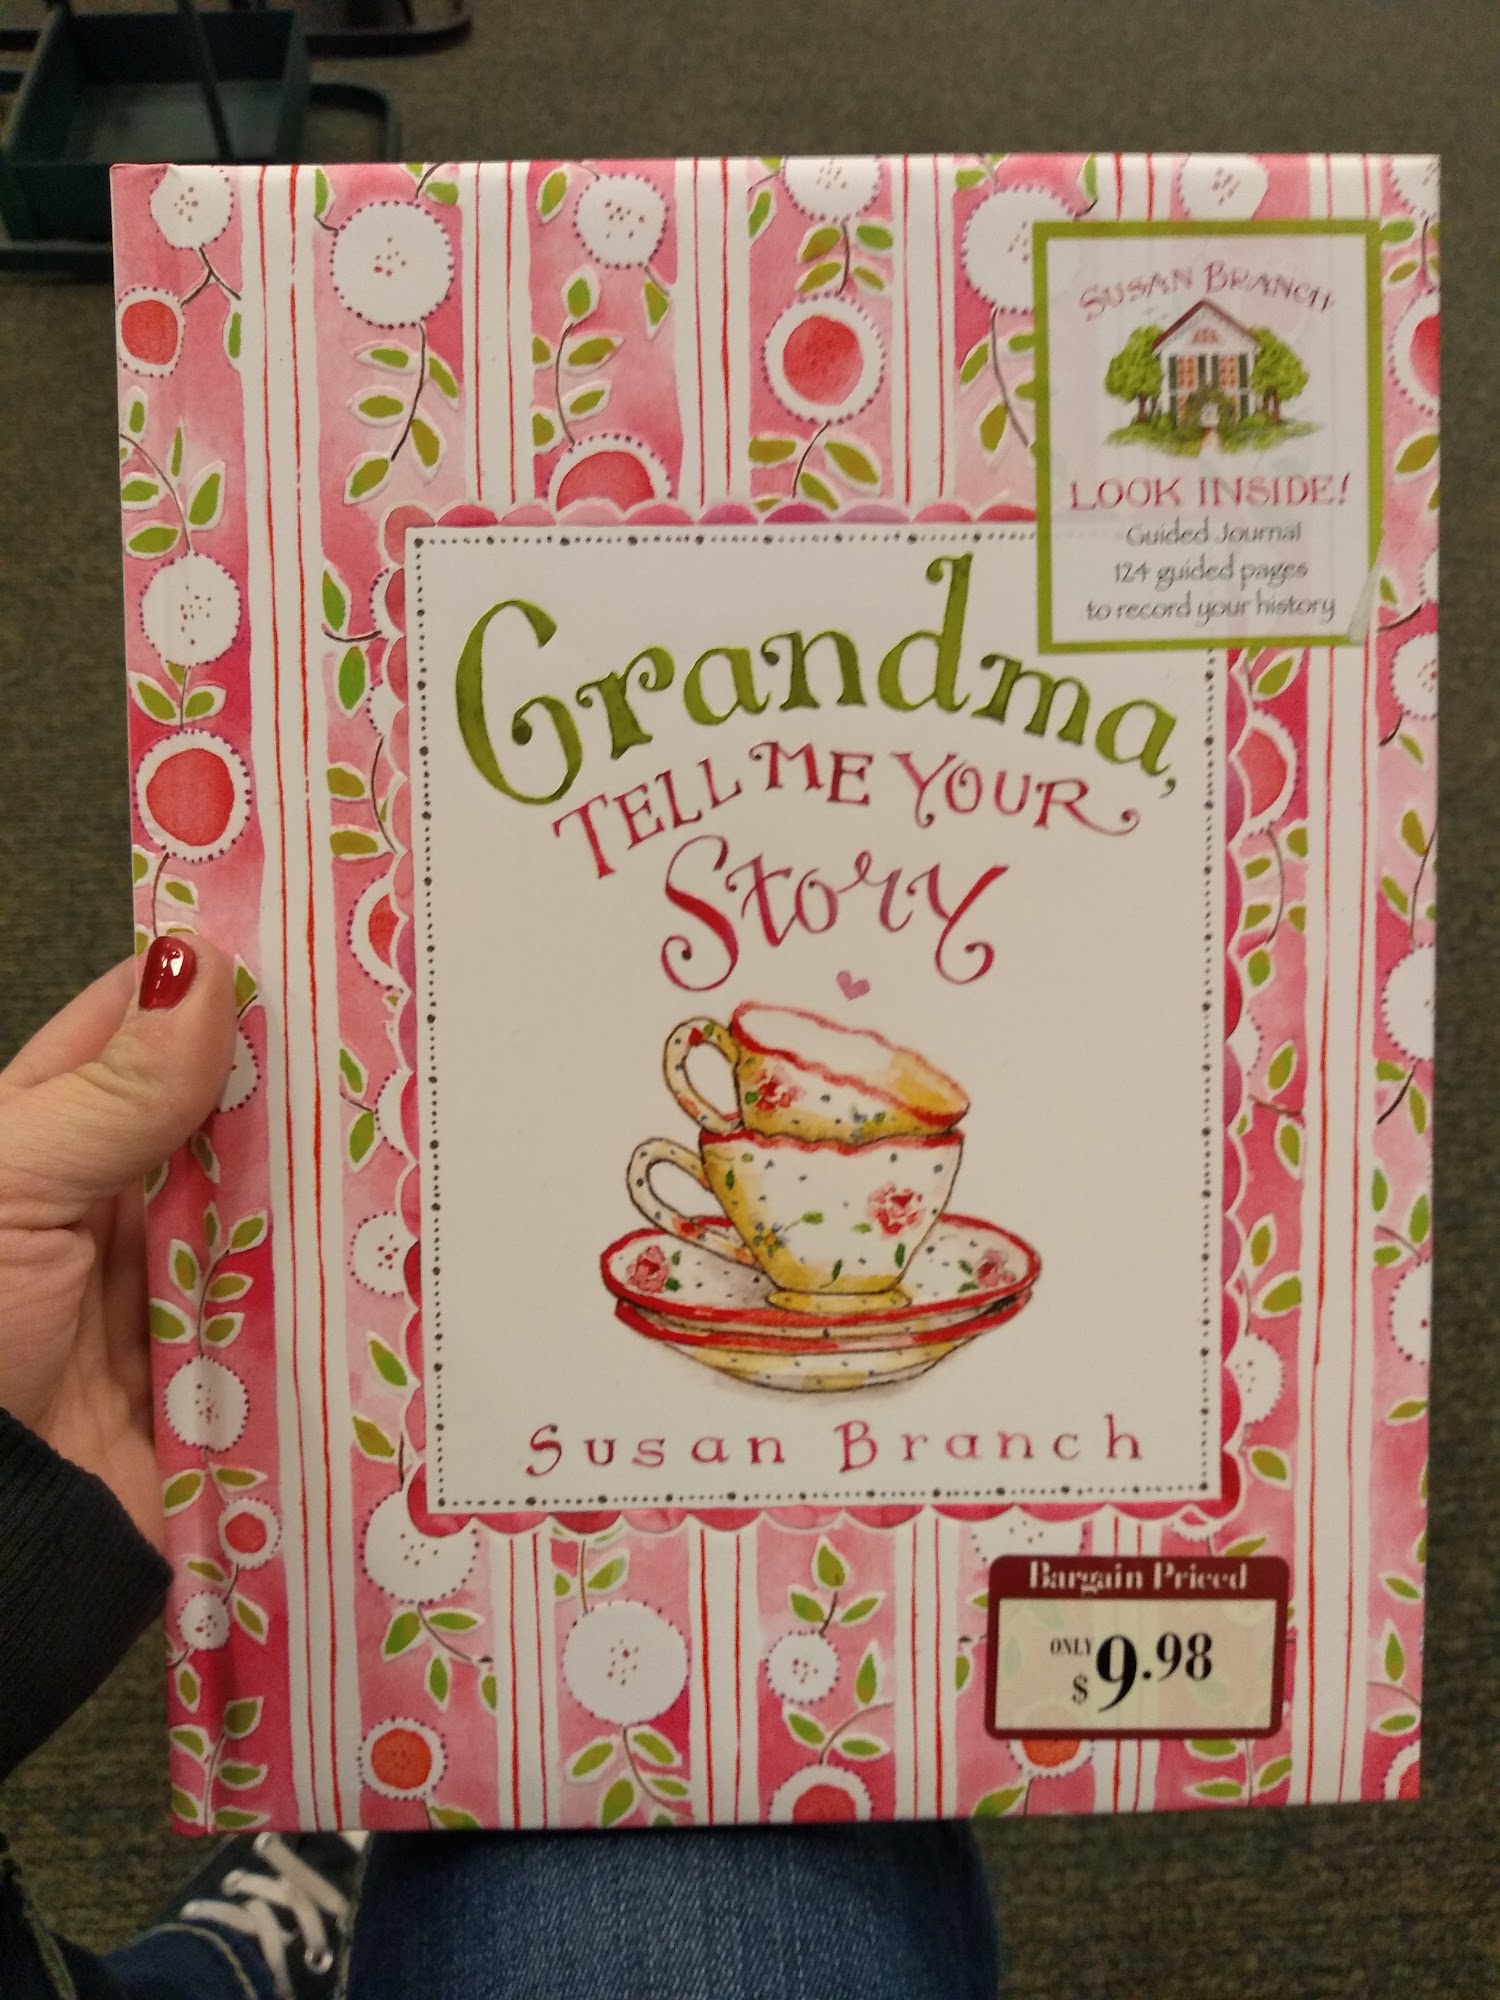 SUSAN BRANCH
LOOK INSIDE!
Guided Journal
124 guided pages
to record your history
Grandma,
TELL ME YOUR
Story
Susan Branch
Bargain Priced
ONLY
$9.98